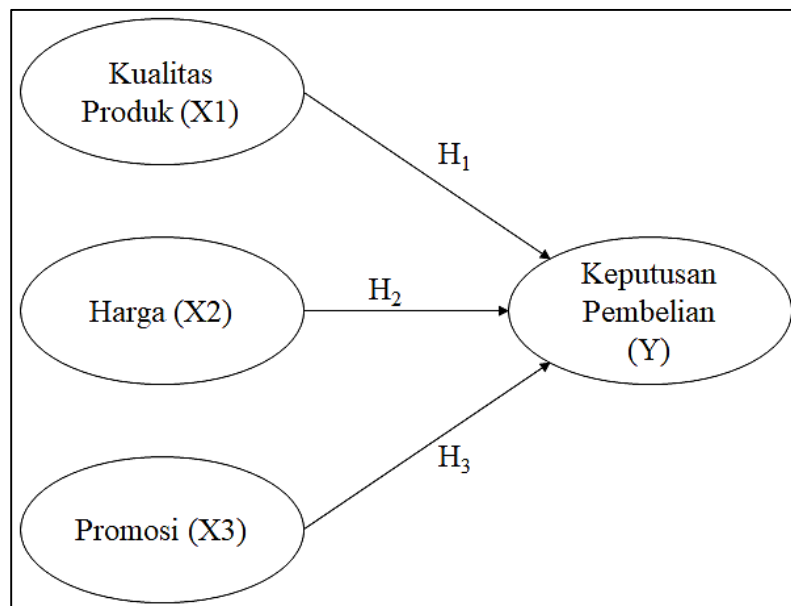 Kualitas
Produk (X1)
H₁
Harga (X2)
H₂
Keputusan
Pembelian
(Y)
H₃
Promosi (X3)